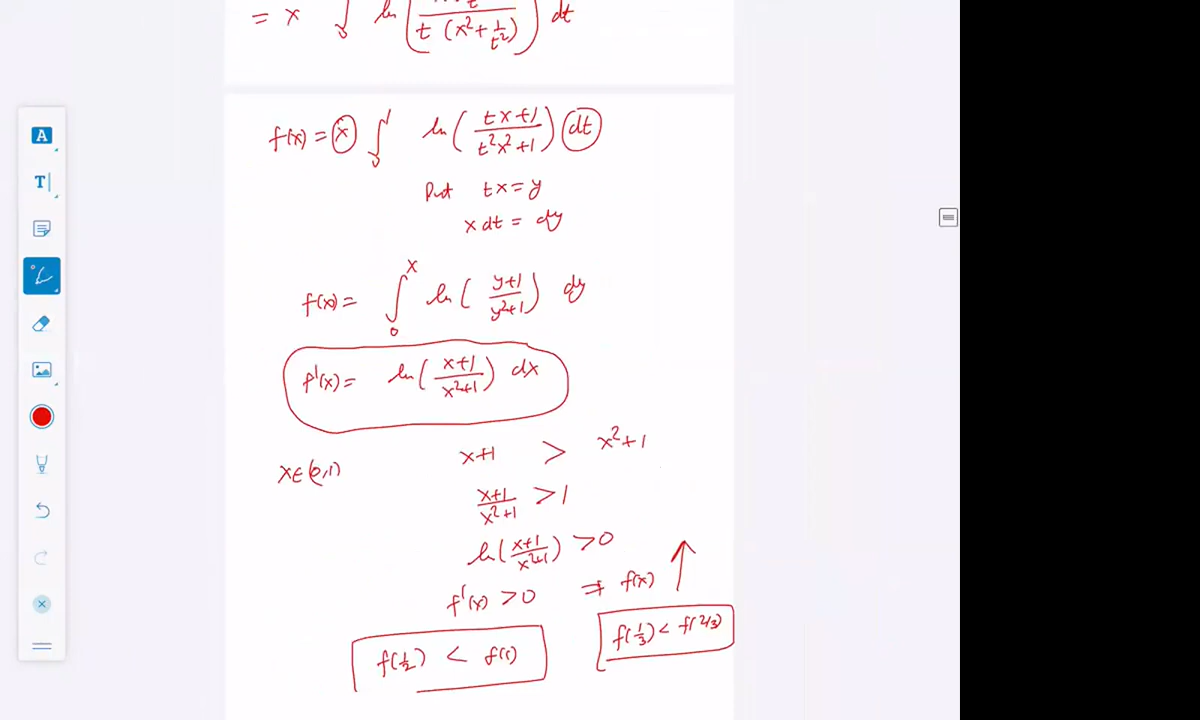 = x ∫₀ ln( / t (x² + 1/t²) ) dt
f(x) = x ∫₀¹ ln( (tx+1) / (t²x²+1) ) dt
Put tx = y
x dt = dy
f(x) = ∫₀ˣ ln( (y+1) / (y²+1) ) dy
f'(x) = ln( (x+1) / (x²+1) ) dx
x+1 > x²+1
x∈(0,1)
(x+1)/(x²+1) > 1
ln( (x+1)/(x²+1) ) > 0
f'(x) > 0 ⇒ f(x) ↑
f(1/3) < f(2/3)
f(1/2) < f(1)
A
T